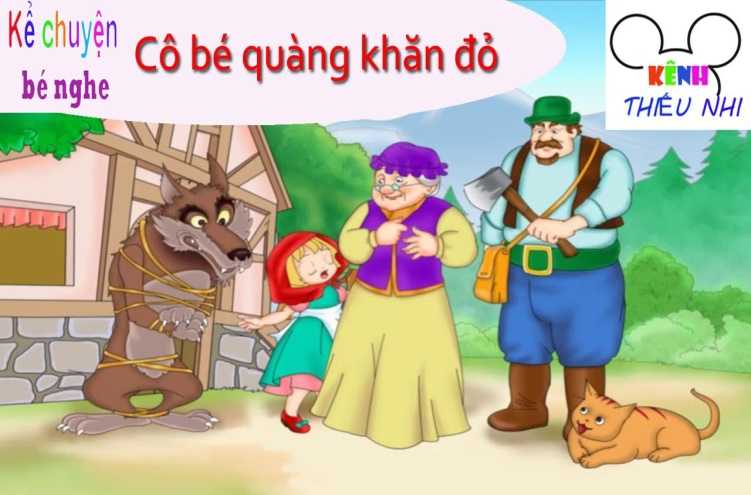 Kể chuyện
bé nghe
Cô bé quàng khăn đỏ
KÊNH
THIẾU NHI